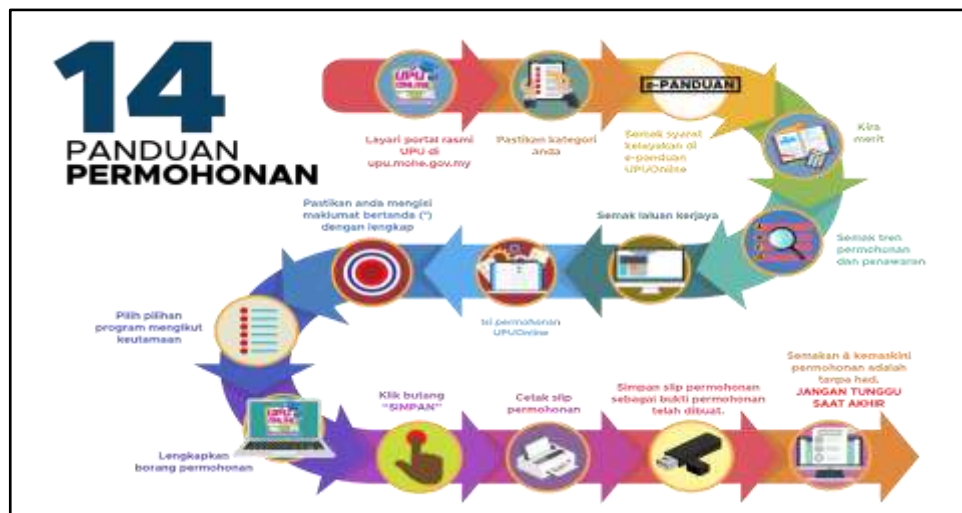 14
PANDUAN
PERMOHONAN
UPU
ONLINE
Layari portal rasmi
UPU di
upu.mohe.gov.my
Pastikan kategori
anda
e-PANDUAN
Semak syarat
kelayakan di
e-panduan
UPUOnline
Kira
merit
Semak tren
permohonan
dan penawaran
Semak laluan kerjaya
Isi permohonan
UPUOnline
Pastikan anda mengisi
maklumat bertanda (*)
dengan lengkap
Pilih pilihan
program mengikut
keutamaan
UPU
ONLINE
Lengkapkan
borang permohonan
Klik butang
"SIMPAN"
Cetak slip
permohonan
Simpan slip permohonan
sebagai bukti permohonan
telah dibuat.
Semakan & kemaskini
permohonan adalah
tanpa had.
JANGAN TUNGGU
SAAT AKHIR